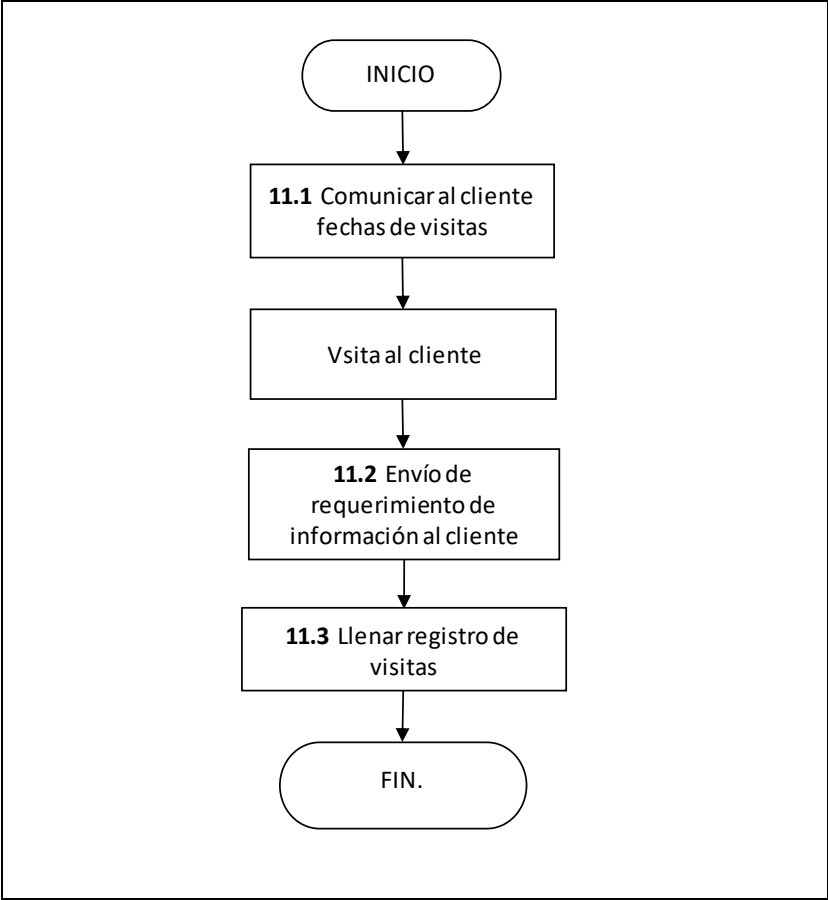 INICIO
11.1 Comunicar al cliente
fechas de visitas
Vsita al cliente
11.2 Envío de
requerimiento de
información al cliente
11.3 Llenar registro de
visitas
FIN.